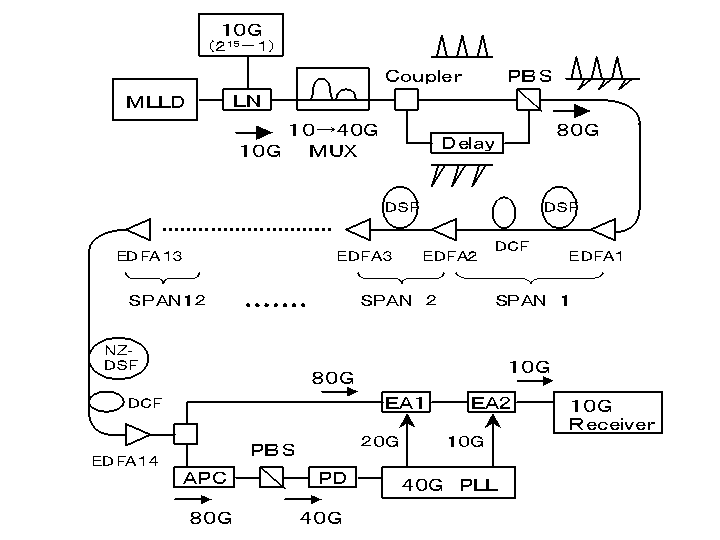 10G
(2¹⁵−1)
MLLD
LN
10G
10→40G
MUX
Coupler
PBS
Delay
80G
DSF
DSF
DCF
EDFA13
EDFA3
EDFA2
EDFA1
SPAN12
.......
SPAN 2
SPAN 1
NZ-
DSF
DCF
EDFA14
80G
10G
EA1
EA2
10G
Receiver
20G
10G
PBS
APC
PD
40G PLL
80G
40G